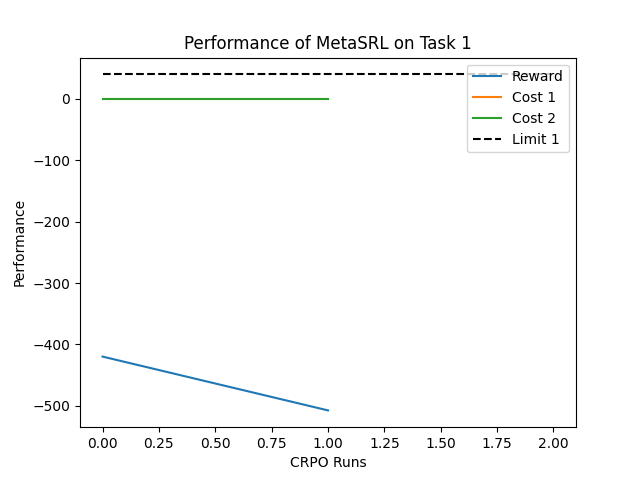 Performance of MetaSRL on Task 1
Reward
Cost 1
Cost 2
Limit 1
Performance
0
−100
−200
−300
−400
−500
0.00 0.25 0.50 0.75 1.00 1.25 1.50 1.75 2.00
CRPO Runs